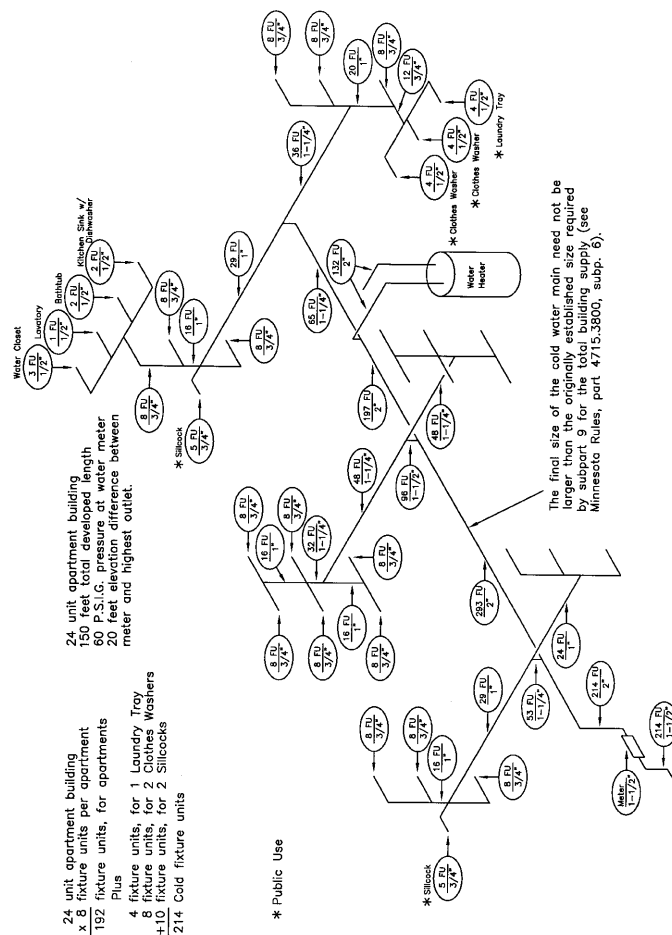 24 unit apartment building
x 8 fixture units per apartment
192 fixture units, for apartments
Plus
4 fixture units, for 1 Laundry Tray
8 fixture units, for 2 Clothes Washers
+10 fixture units, for 2 Sillcocks
214 Cold fixture units
24 unit apartment building
150 feet total developed length
60 P.S.I.G. pressure at water meter
20 feet elevation difference between
meter and highest outlet.
* Public Use
Water Closet
3 FU
1/2"
Lavatory
1 FU
1/2"
Bathtub
2 FU
1/2"
Kitchen Sink w/
Dishwasher
2 FU
1/2"
8 FU
3/4"
8 FU
3/4"
16 FU
1"
8 FU
3/4"
* Sillcock
5 FU
3/4"
29 FU
1"
36 FU
1-1/4"
8 FU
3/4"
8 FU
3/4"
20 FU
1"
8 FU
3/4"
12 FU
3/4"
4 FU
1/2"
* Clothes Washer
4 FU
1/2"
* Clothes Washer
4 FU
1/2"
* Laundry Tray
65 FU
1-1/4"
132 FU
2"
Water
Heater
197 FU
2"
48 FU
1-1/4"
48 FU
1-1/4"
96 FU
1-1/2"
8 FU
3/4"
16 FU
1"
8 FU
3/4"
32 FU
1-1/4"
8 FU
3/4"
8 FU
3/4"
8 FU
3/4"
16 FU
1"
8 FU
3/4"
293 FU
2"
The final size of the cold water main need not be
larger than the originally established size required
by subpart 9 for the total building supply (see
Minnesota Rules, part 4715.3800, subp. 6).
8 FU
3/4"
8 FU
3/4"
16 FU
1"
8 FU
3/4"
* Sillcock
5 FU
3/4"
29 FU
1"
24 FU
1"
53 FU
1-1/4"
214 FU
2"
Meter
1-1/2"
214 FU
1-1/2"